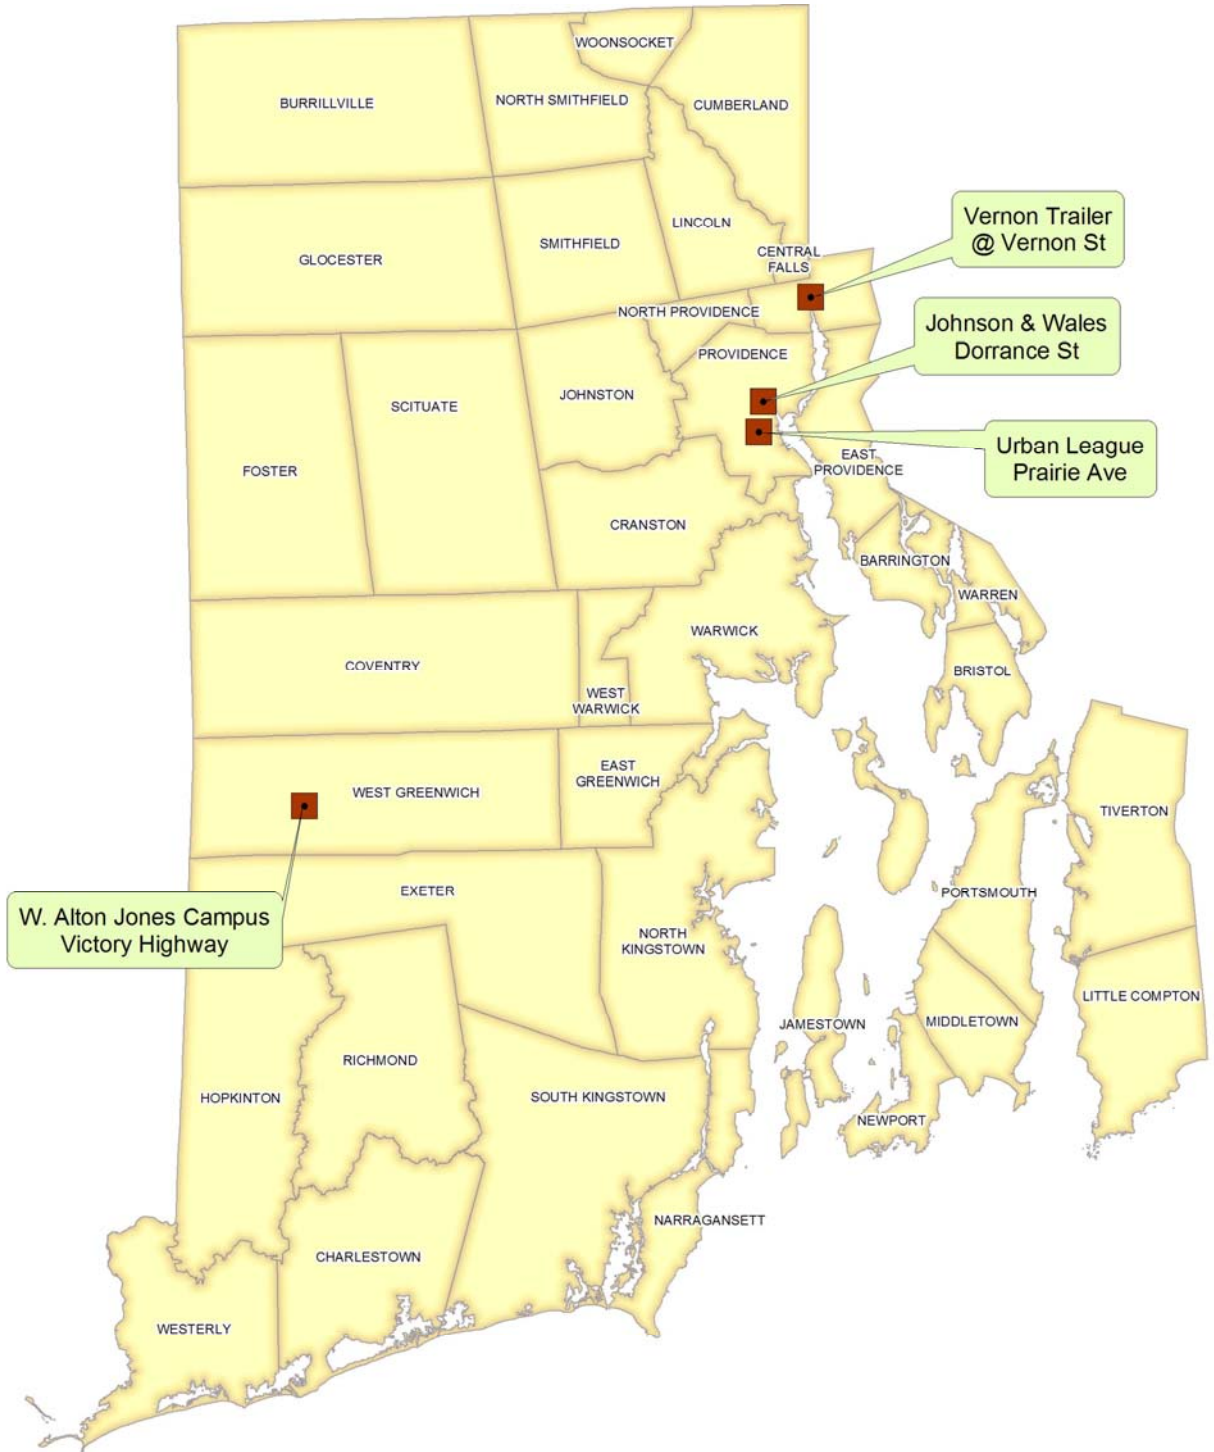 WOONSOCKET
BURRILLVILLE
NORTH SMITHFIELD
CUMBERLAND
Vernon Trailer
@ Vernon St
LINCOLN
SMITHFIELD
GLOCESTER
CENTRAL
FALLS
NORTH PROVIDENCE
Johnson & Wales
Dorrance St
PROVIDENCE
JOHNSTON
SCITUATE
Urban League
Prairie Ave
EAST
PROVIDENCE
FOSTER
CRANSTON
BARRINGTON
WARREN
WARWICK
COVENTRY
BRISTOL
WEST
WARWICK
EAST
GREENWICH
WEST GREENWICH
TIVERTON
EXETER
PORTSMOUTH
W. Alton Jones Campus
Victory Highway
NORTH
KINGSTOWN
LITTLE COMPTON
JAMESTOWN
MIDDLETOWN
RICHMOND
HOPKINTON
SOUTH KINGSTOWN
NEWPORT
NARRAGANSETT
CHARLESTOWN
WESTERLY